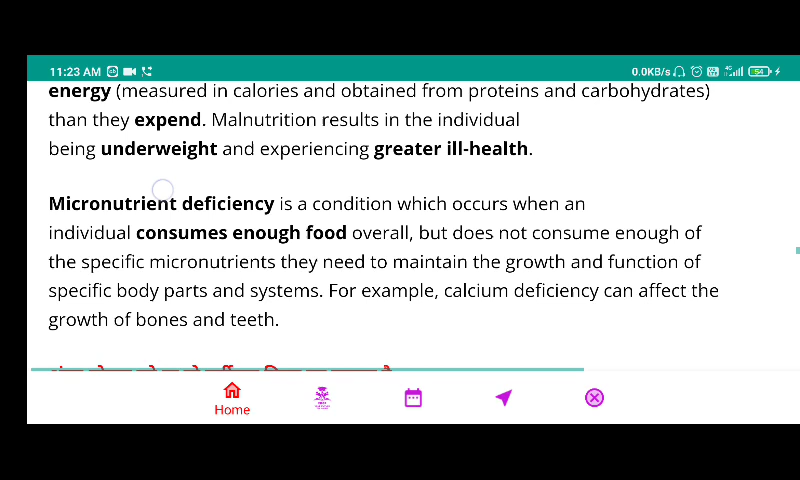 11:23 AM
0.0KB/s 4G 54
energy (measured in calories and obtained from proteins and carbohydrates)
than they expend. Malnutrition results in the individual
being underweight and experiencing greater ill-health.
Micronutrient deficiency is a condition which occurs when an
individual consumes enough food overall, but does not consume enough of
the specific micronutrients they need to maintain the growth and function of
specific body parts and systems. For example, calcium deficiency can affect the
growth of bones and teeth.
Home